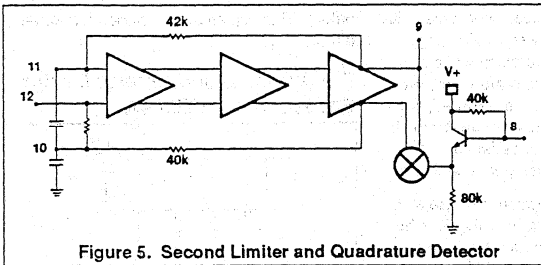 42k
9
11
V+
12
40k
8
10
40k
80k
Figure 5. Second Limiter and Quadrature Detector